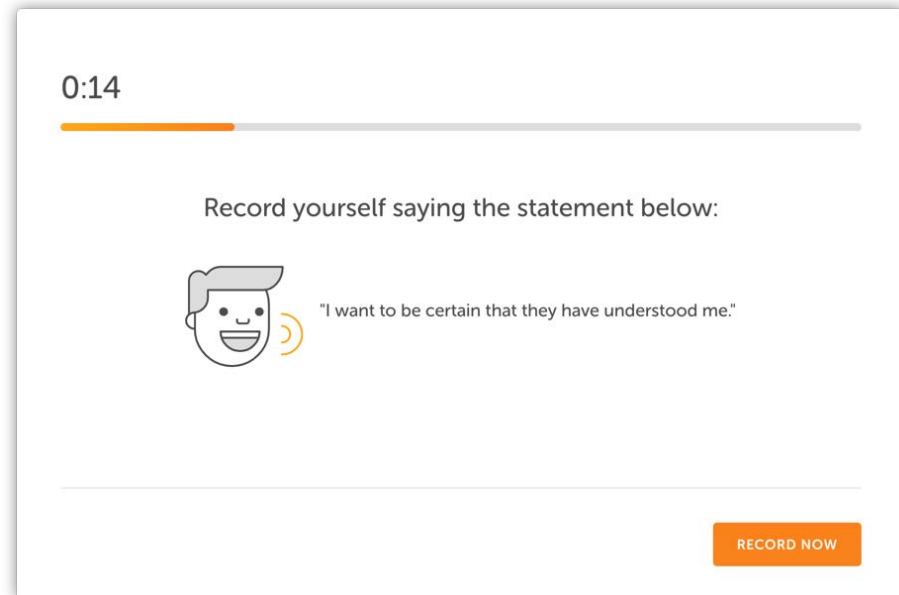 0:14
Record yourself saying the statement below:
"I want to be certain that they have understood me."
RECORD NOW